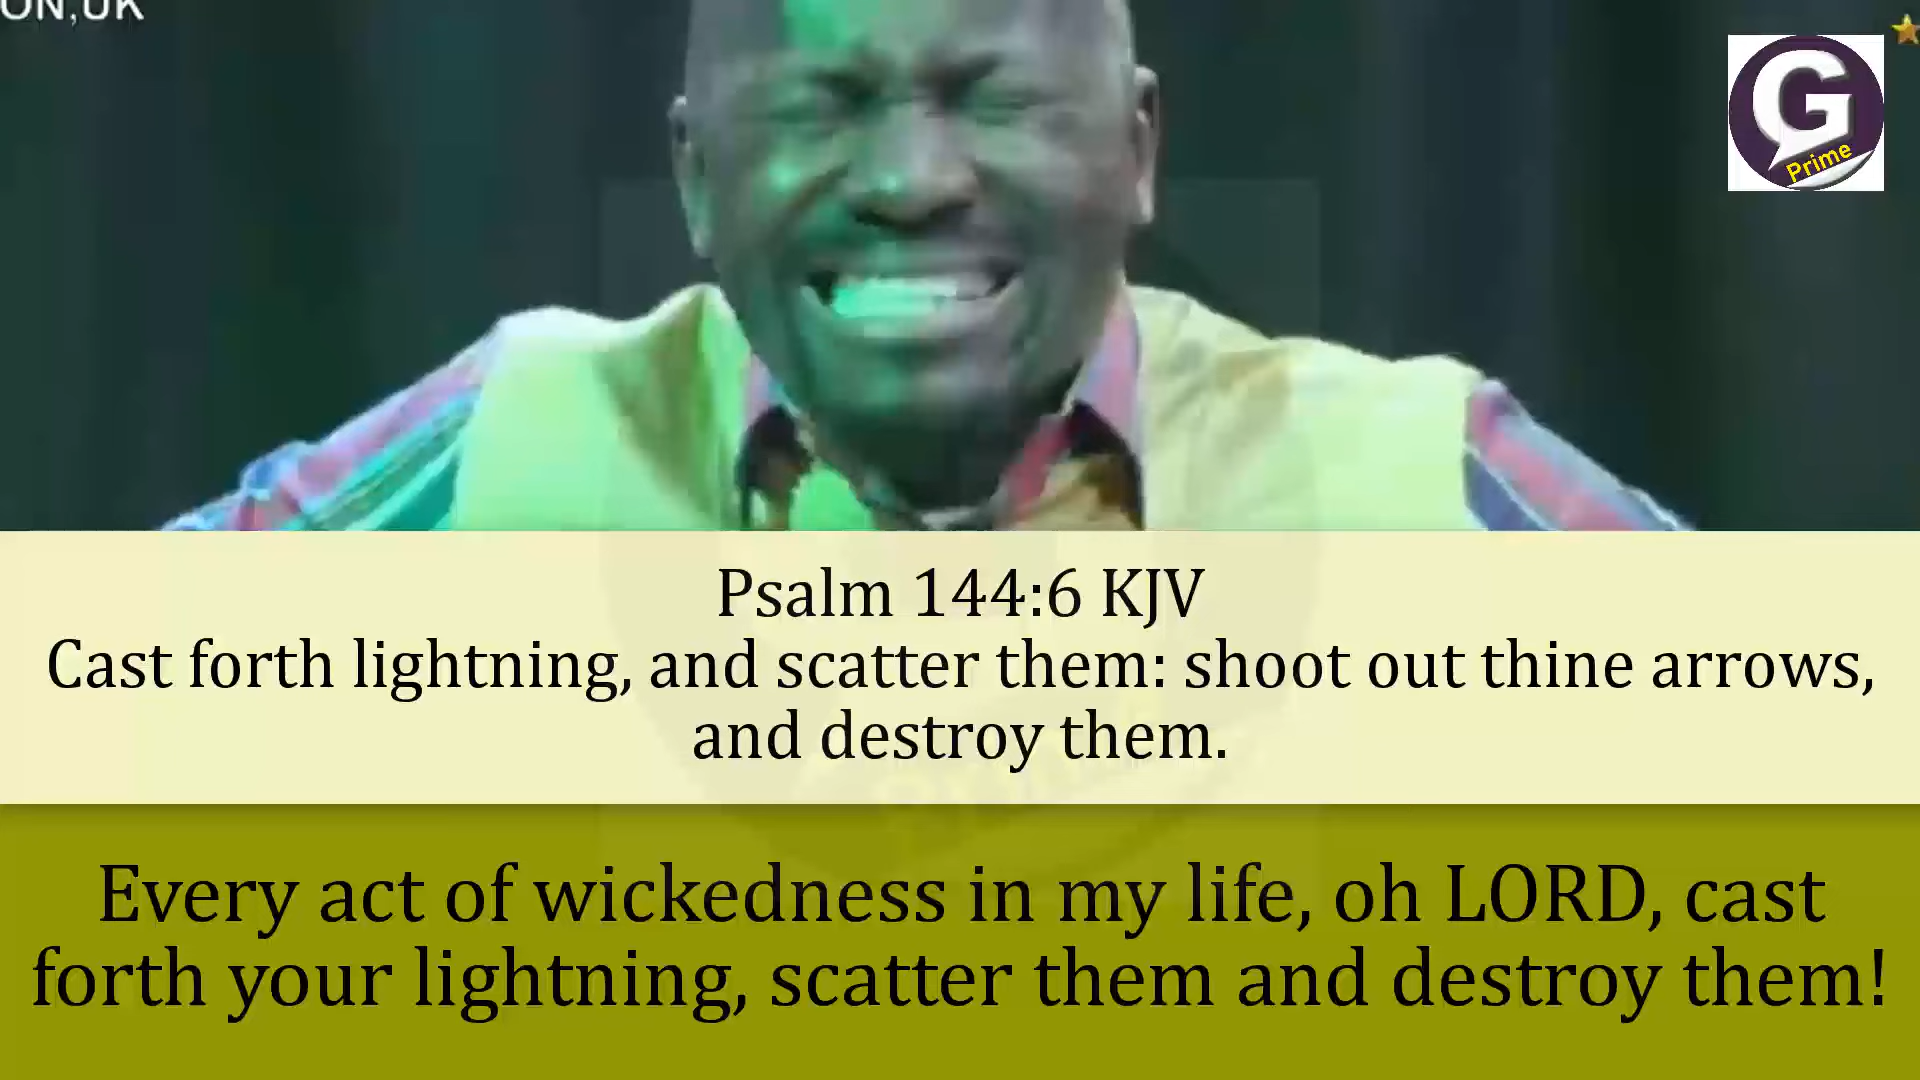 ON,UK
G
Prime
Psalm 144:6 KJV
Cast forth lightning, and scatter them: shoot out thine arrows,
and destroy them.
Every act of wickedness in my life, oh LORD, cast
forth your lightning, scatter them and destroy them!